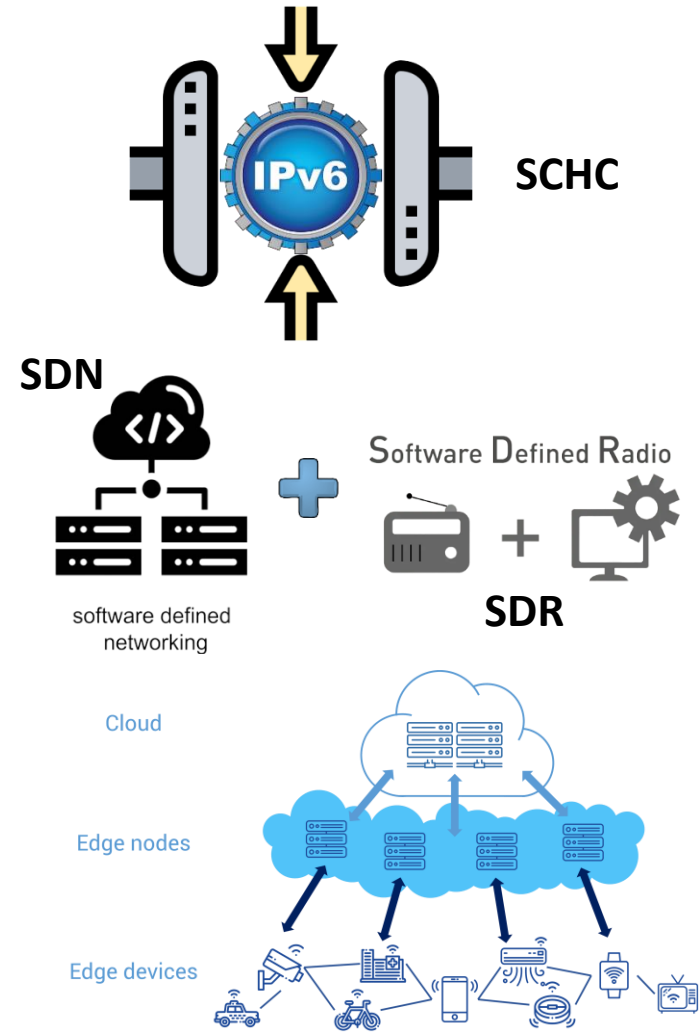 IPv6
SCHC
SDN
</>
Software Defined Radio
SDR
software defined
networking
Cloud
Edge nodes
Edge devices